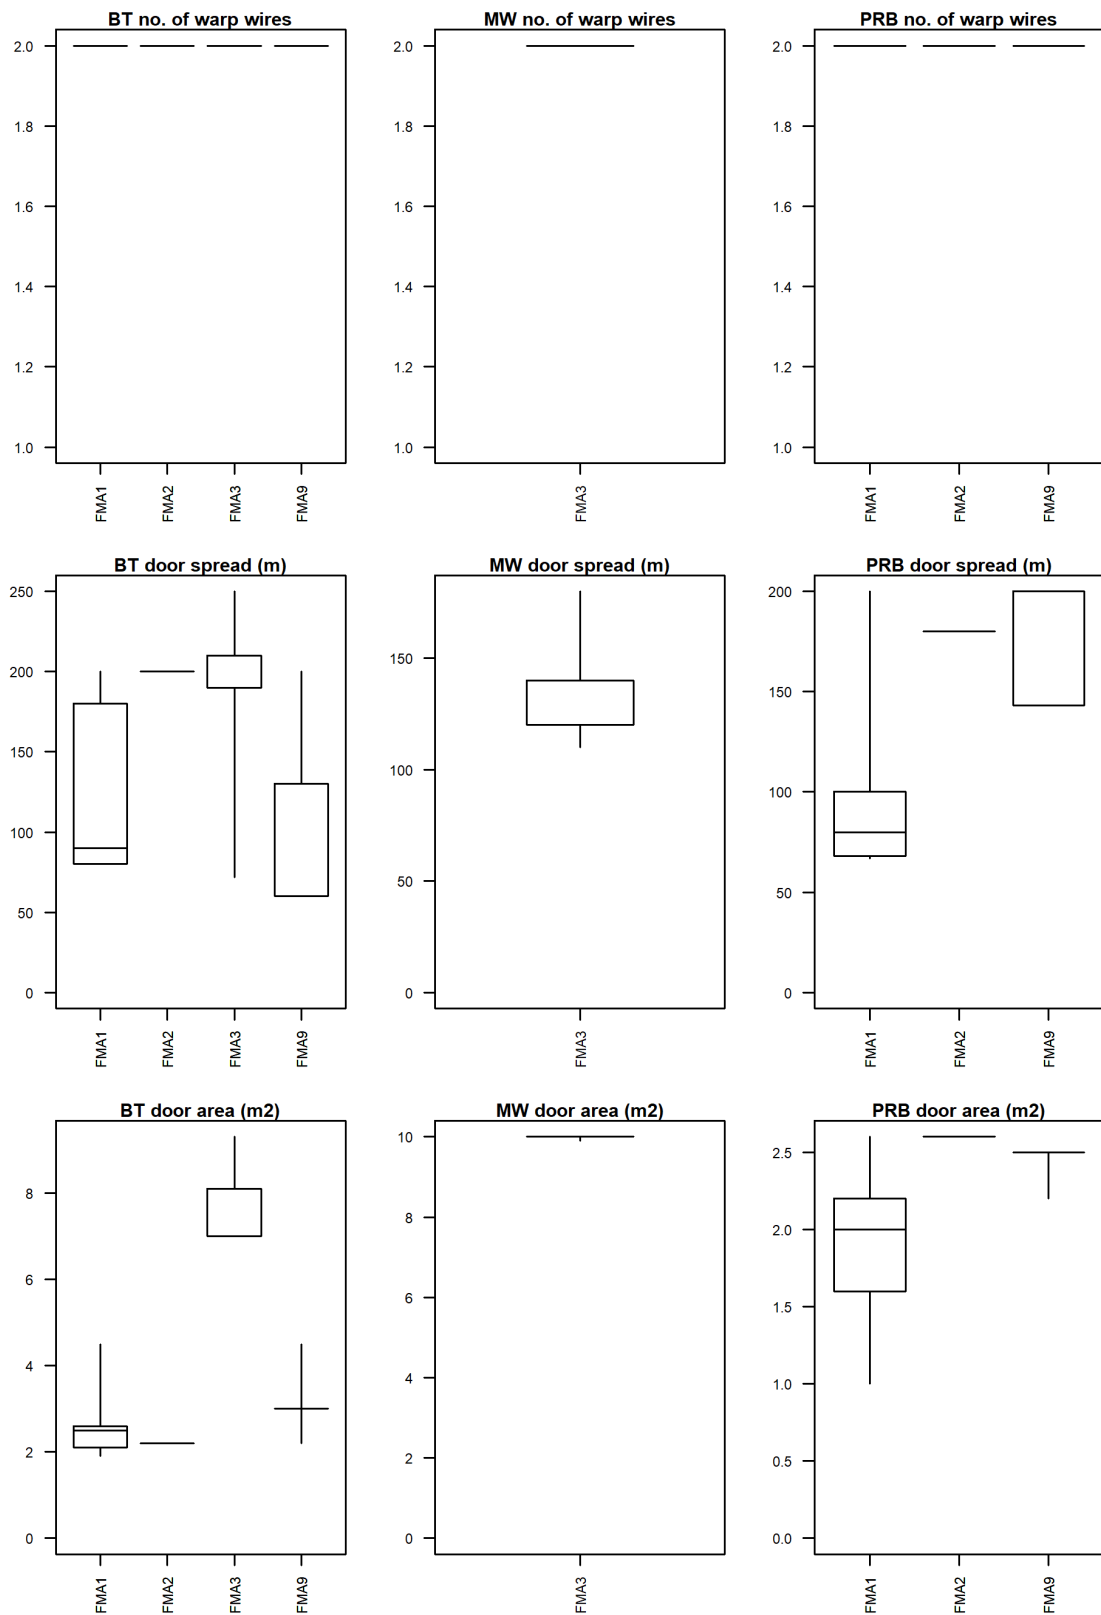 BT no. of warp wires
2.0
1.8
1.6
1.4
1.2
1.0
FMA1
FMA2
FMA3
FMA9
MW no. of warp wires
2.0
1.8
1.6
1.4
1.2
1.0
FMA3
PRB no. of warp wires
2.0
1.8
1.6
1.4
1.2
1.0
FMA1
FMA2
FMA9
BT door spread (m)
250
200
150
100
50
0
FMA1
FMA2
FMA3
FMA9
MW door spread (m)
150
100
50
0
FMA3
PRB door spread (m)
200
150
100
50
0
FMA1
FMA2
FMA9
BT door area (m2)
8
6
4
2
0
FMA1
FMA2
FMA3
FMA9
MW door area (m2)
10
8
6
4
2
0
FMA3
PRB door area (m2)
2.5
2.0
1.5
1.0
0.5
0.0
FMA1
FMA2
FMA9